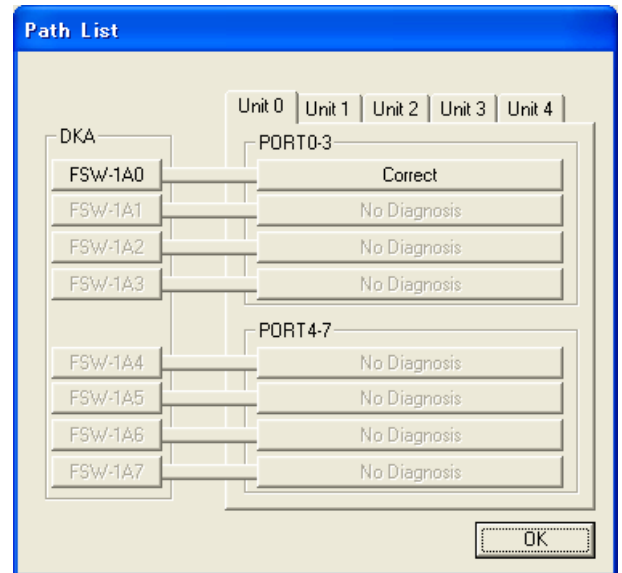 Path List
Unit 0 Unit 1 Unit 2 Unit 3 Unit 4
DKA
PORT0-3
FSW-1A0 Correct
FSW-1A1 No Diagnosis
FSW-1A2 No Diagnosis
FSW-1A3 No Diagnosis
PORT4-7
FSW-1A4 No Diagnosis
FSW-1A5 No Diagnosis
FSW-1A6 No Diagnosis
FSW-1A7 No Diagnosis
OK